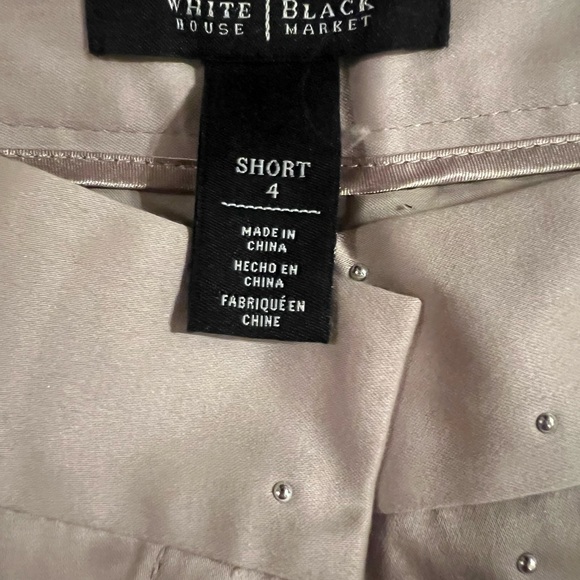 WHITE BLACK
HOUSE MARKET
SHORT
4
MADE IN
CHINA
HECHO EN
CHINA
FABRIQUÉ EN
CHINE